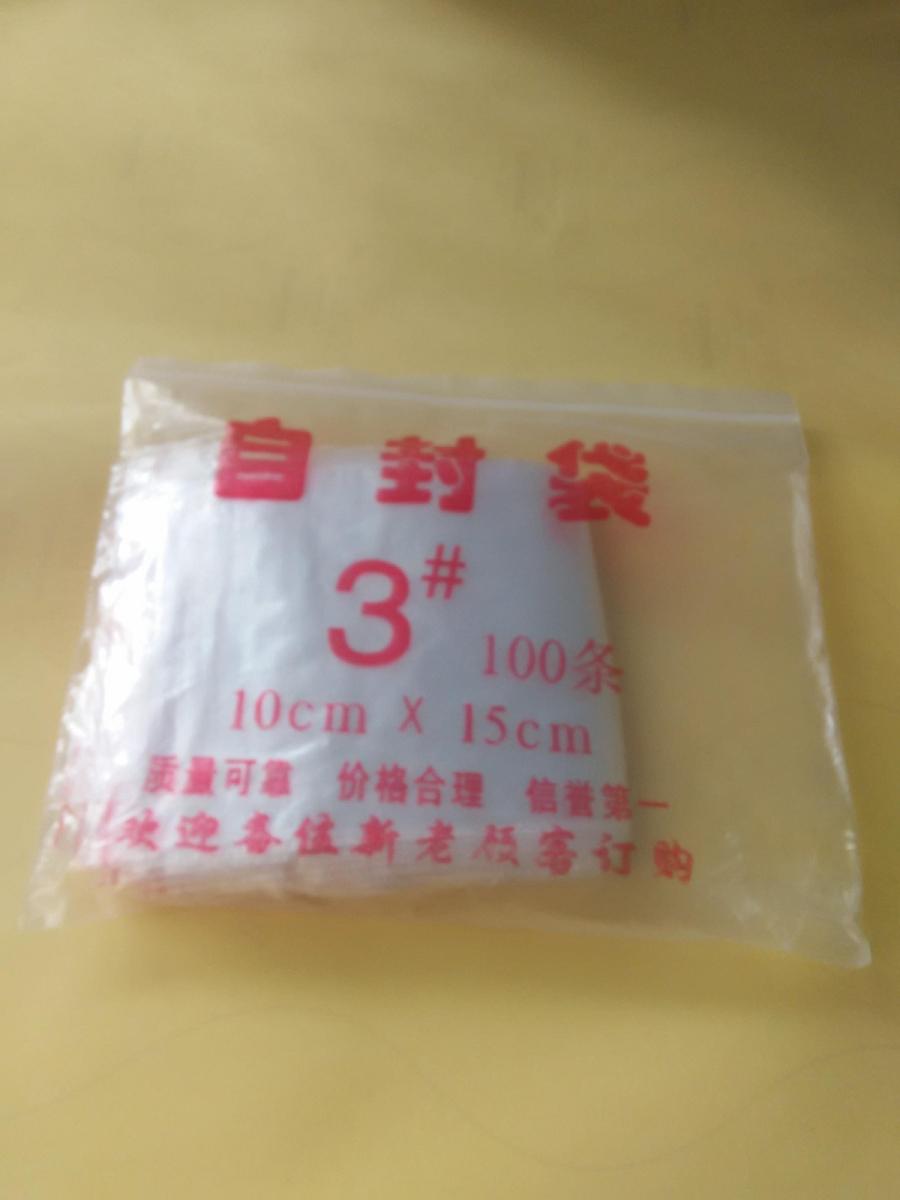 自封袋
3#
100条
10cm X 15cm
质量可靠 价格合理 信誉第一
欢迎各位新老顾客订购